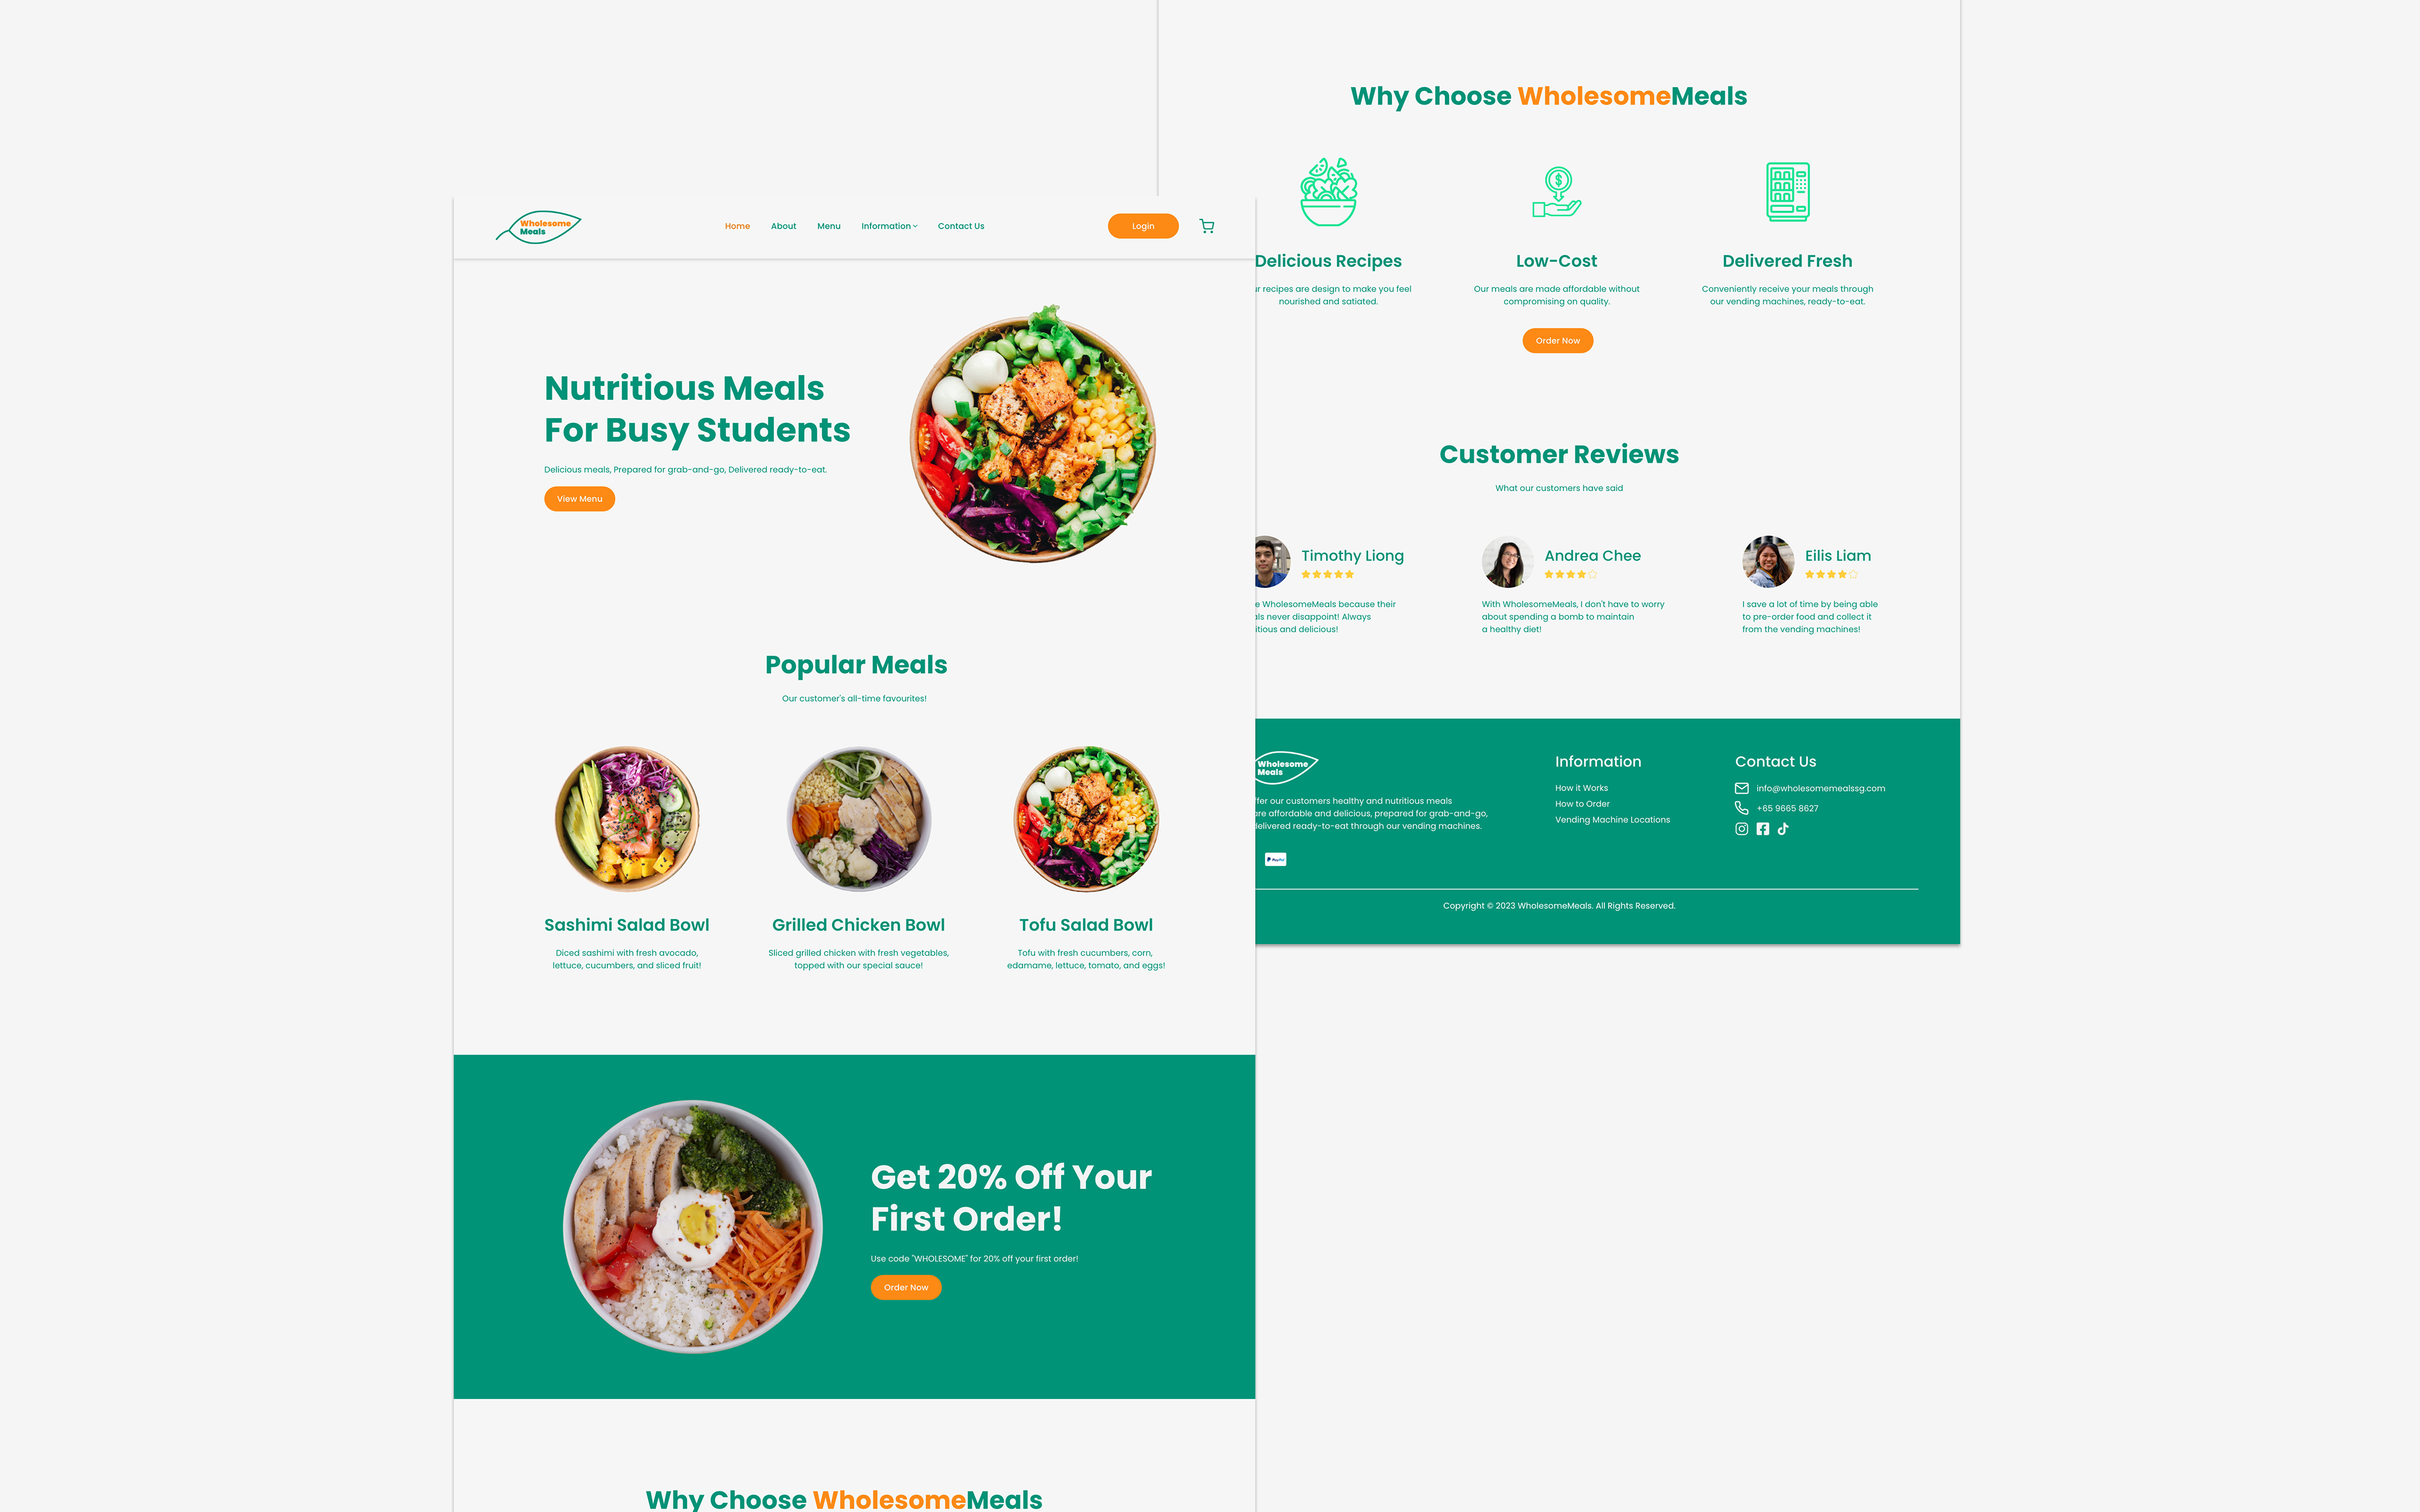 Wholesome
Meals
Home
About
Menu
Information
Contact Us
Login
Nutritious Meals
For Busy Students
Delicious meals, Prepared for grab-and-go, Delivered ready-to-eat.
View Menu
Popular Meals
Our customer's all-time favourites!
Sashimi Salad Bowl
Diced sashimi with fresh avocado,
lettuce, cucumbers, and sliced fruit!
Grilled Chicken Bowl
Sliced grilled chicken with fresh vegetables,
topped with our special sauce!
Tofu Salad Bowl
Tofu with fresh cucumbers, corn,
edamame, lettuce, tomato, and eggs!
Get 20% Off Your
First Order!
Use code "WHOLESOME" for 20% off your first order!
Order Now
Why Choose WholesomeMeals
Why Choose WholesomeMeals
Delicious Recipes
recipes are design to make you feel
nourished and satiated.
Low-Cost
Our meals are made affordable without
compromising on quality.
Delivered Fresh
Conveniently receive your meals through
our vending machines, ready-to-eat.
Order Now
Customer Reviews
What our customers have said
Timothy Liong
WholesomeMeals because their
never disappoint! Always
and delicious!
Andrea Chee
With WholesomeMeals, I don't have to worry
about spending a bomb to maintain
a healthy diet!
Eilis Liam
I save a lot of time by being able
to pre-order food and collect it
from the vending machines!
Wholesome
Meals
our customers healthy and nutritious meals
are affordable and delicious, prepared for grab-and-go,
delivered ready-to-eat through our vending machines.
PayPal
Information
How it Works
How to Order
Vending Machine Locations
Contact Us
info@wholesomemealssg.com
+65 9665 8627
Copyright © 2023 WholesomeMeals. All Rights Reserved.